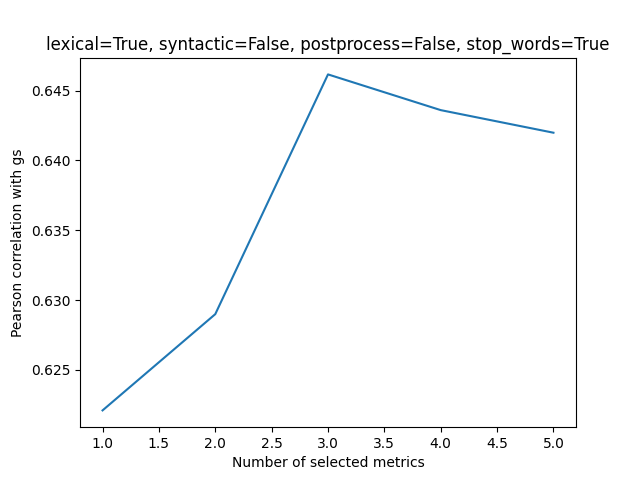 lexical=True, syntactic=False, postprocess=False, stop_words=True
0.645
0.640
0.635
0.630
0.625
Pearson correlation with gs
1.0 1.5 2.0 2.5 3.0 3.5 4.0 4.5 5.0
Number of selected metrics